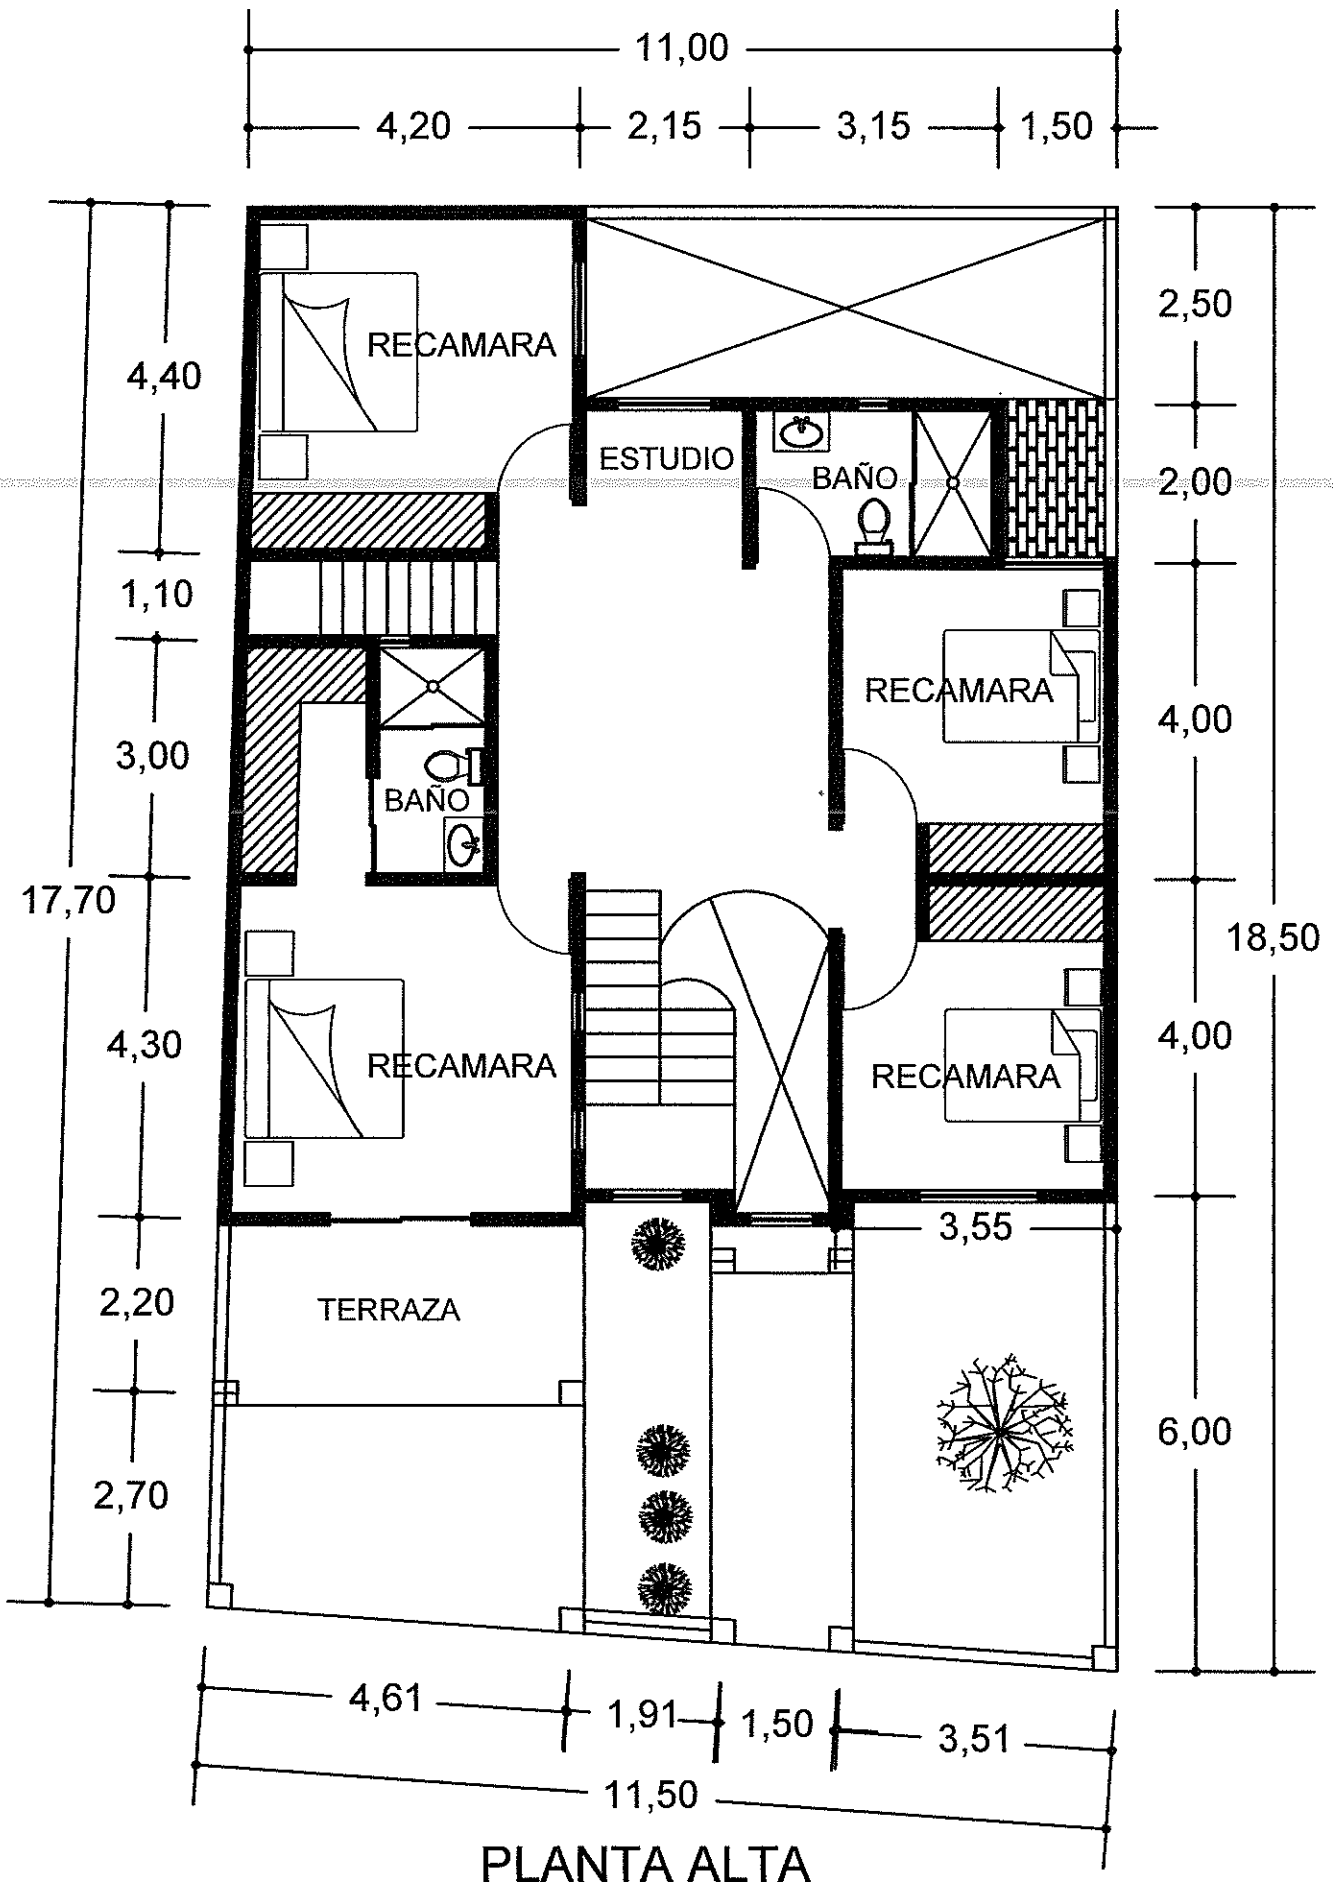 11,00
4,20 2,15 3,15 1,50
2,50
RECAMARA
4,40
ESTUDIO
BAÑO
2,00
1,10
RECAMARA
4,00
3,00
BAÑO
17,70
18,50
4,30
4,00
RECAMARA
RECAMARA
3,55
2,20
TERRAZA
6,00
2,70
4,61 1,91 1,50 3,51
11,50
PLANTA ALTA